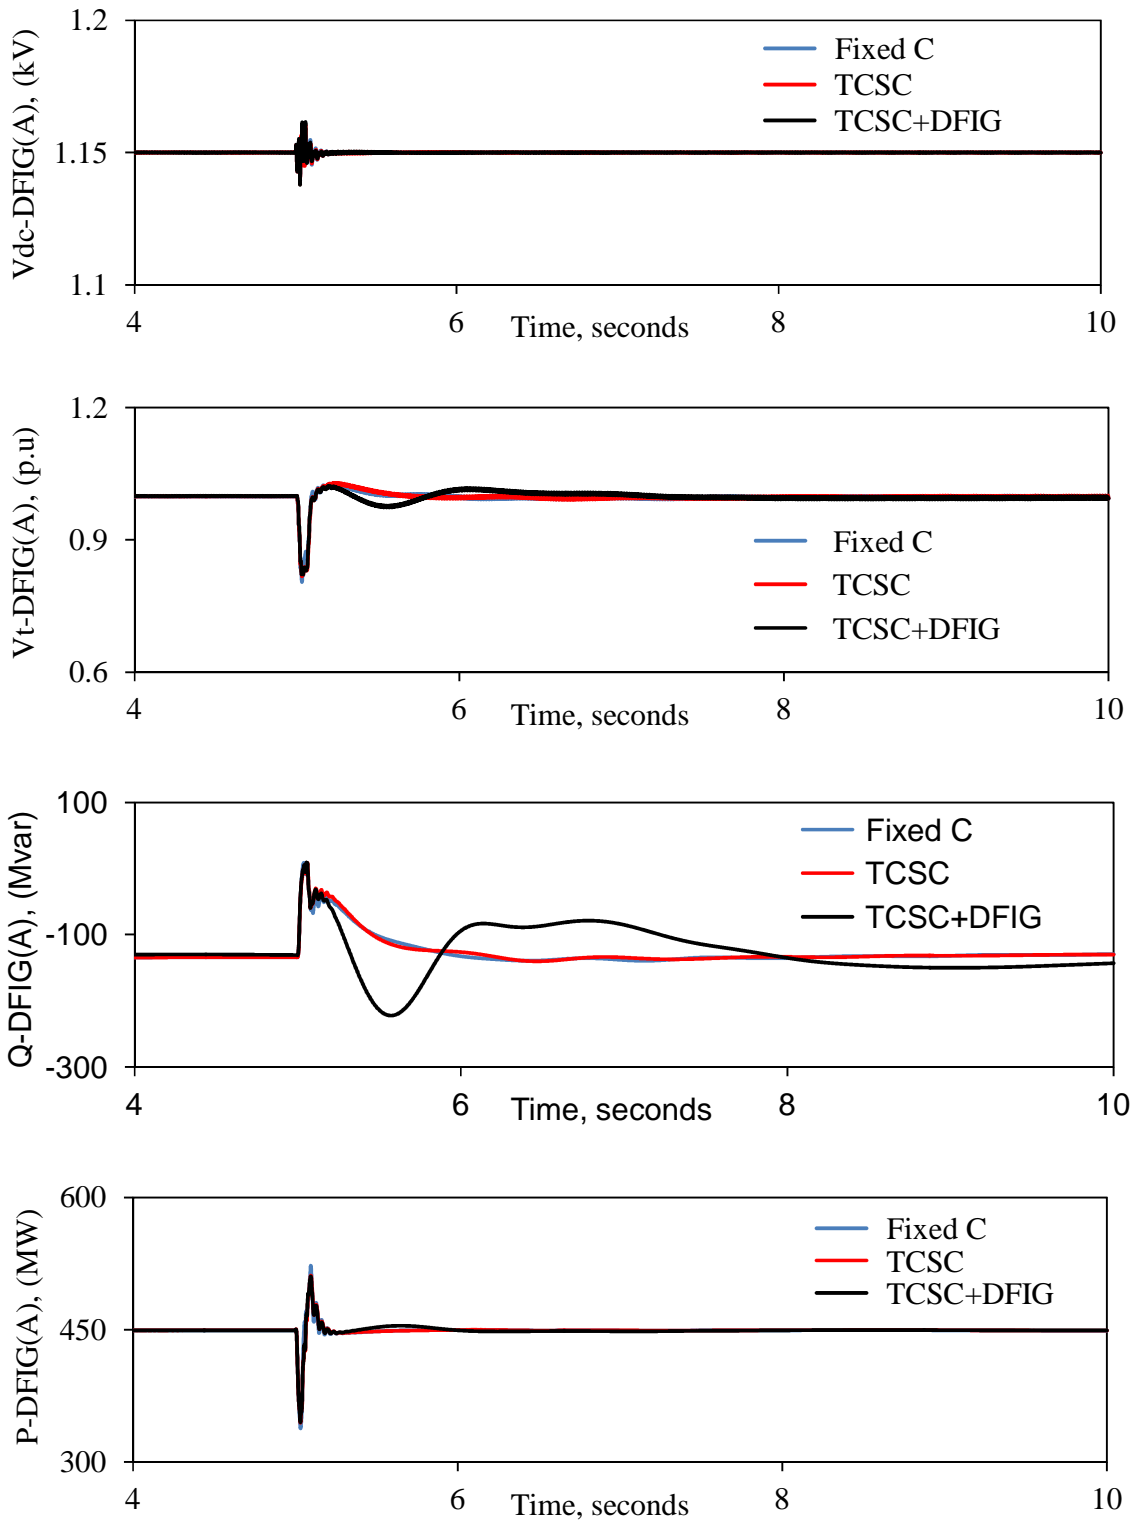 1.2
Vdc-DFIG(A), (kV)
Fixed C
TCSC
TCSC+DFIG
1.15
1.1
4 6 8 10
Time, seconds
1.2
Vt-DFIG(A), (p.u)
0.9
Fixed C
TCSC
TCSC+DFIG
0.6
4 6 8 10
Time, seconds
100
Q-DFIG(A), (Mvar)
Fixed C
TCSC
TCSC+DFIG
-100
-300
4 6 8 10
Time, seconds
600
P-DFIG(A), (MW)
Fixed C
TCSC
TCSC+DFIG
450
300
4 6 8 10
Time, seconds